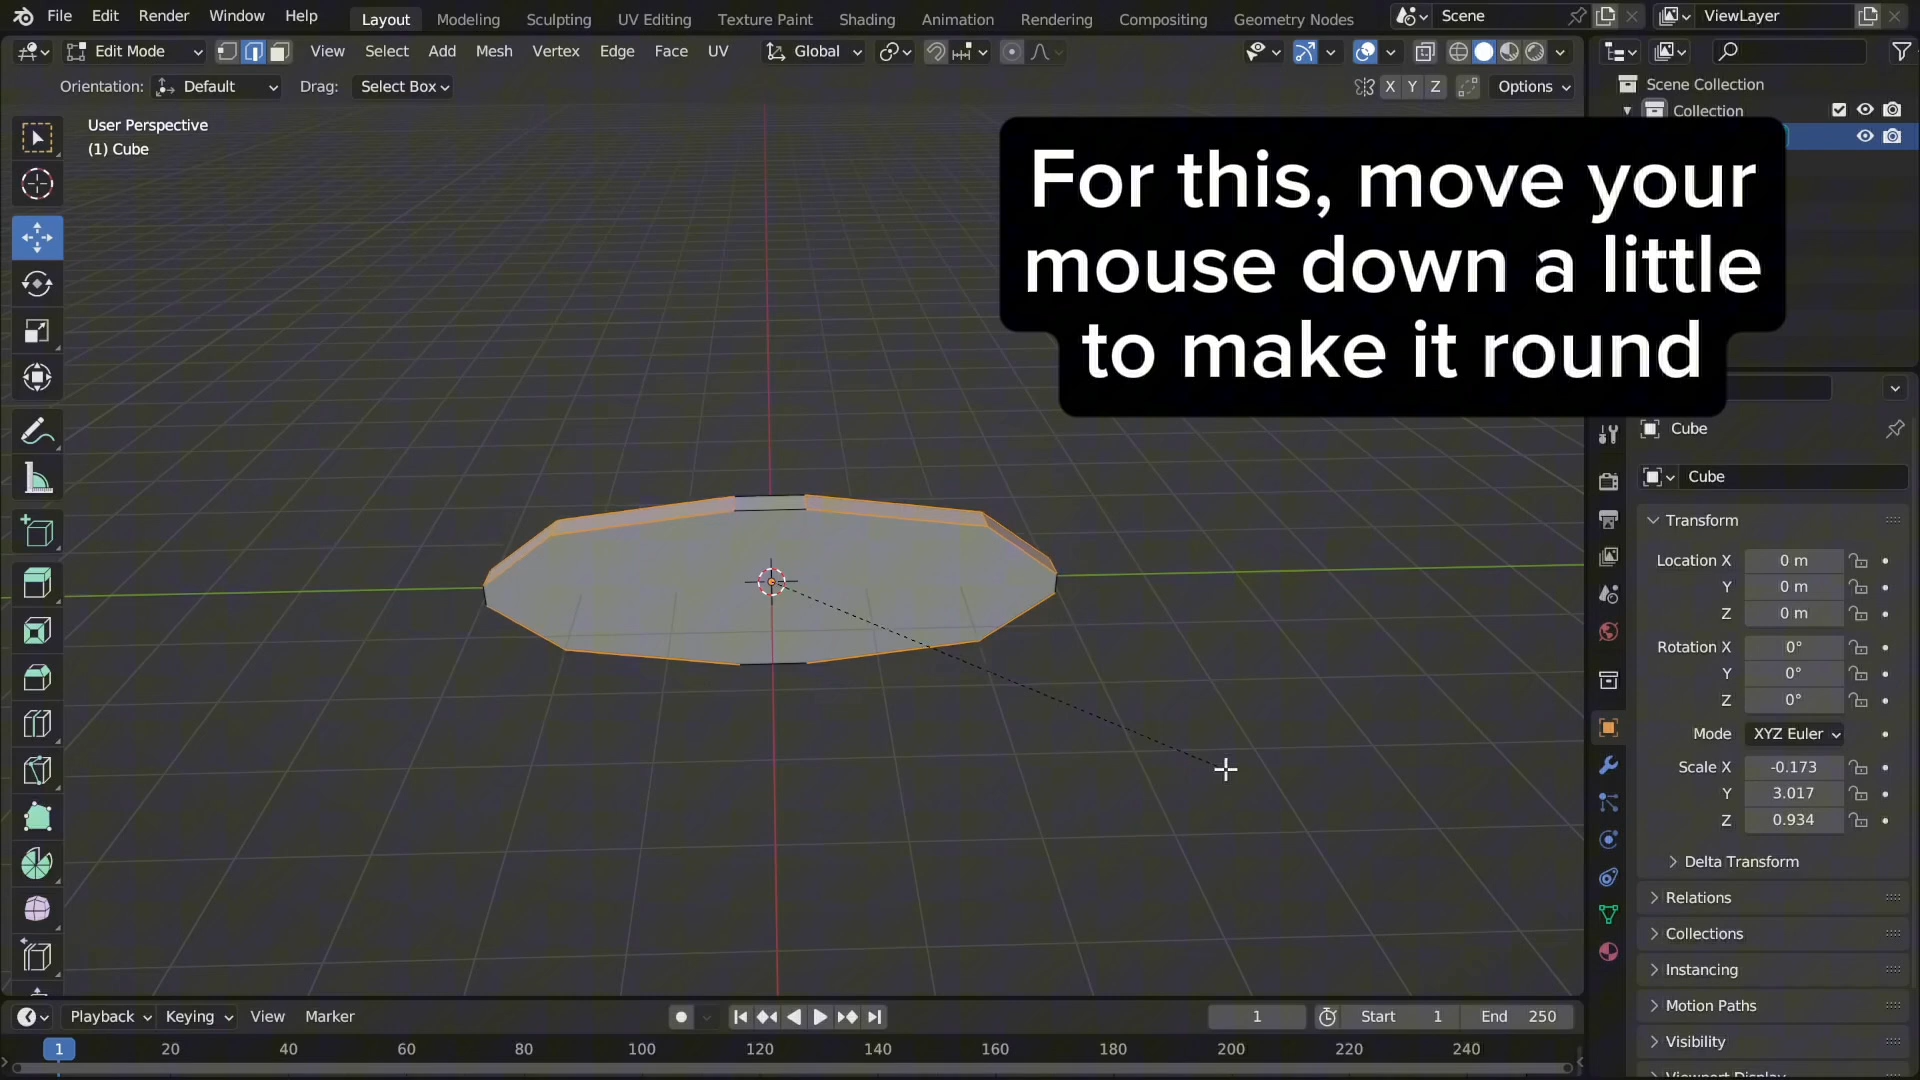 File Edit Render Window Help Layout Modeling Sculpting UV Editing Texture Paint Shading Animation Rendering Compositing Geometry Nodes Scene ViewLayer
Edit Mode View Select Add Mesh Vertex Edge Face UV Global
Orientation: Default Drag: Select Box X Y Z Options
Scene Collection
Collection
User Perspective
(1) Cube
For this, move your
mouse down a little
to make it round
Cube
Cube
Transform
Location X 0 m
Y 0 m
Z 0 m
Rotation X 0°
Y 0°
Z 0°
Mode XYZ Euler
Scale X -0.173
Y 3.017
Z 0.934
Delta Transform
Relations
Collections
Instancing
Motion Paths
Visibility
Viewport Display
Playback Keying View Marker 1 Start 1 End 250
1 20 40 60 80 100 120 140 160 180 200 220 240